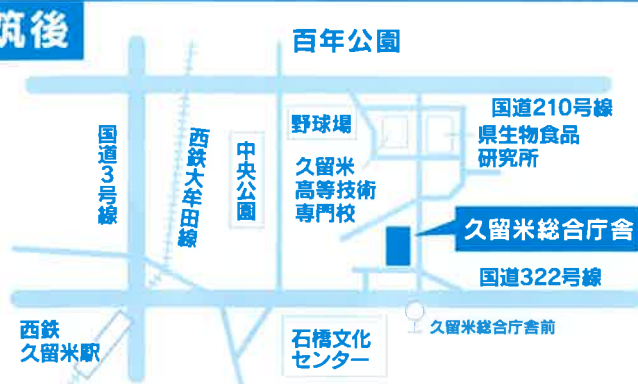 筑後
百年公園
国道210号線
野球場
県生物食品
研究所
国道3号線
西鉄大牟田線
中央公園
久留米
高等技術
専門校
久留米総合庁舎
国道322号線
久留米総合庁舎前
西鉄
久留米駅
石橋文化
センター